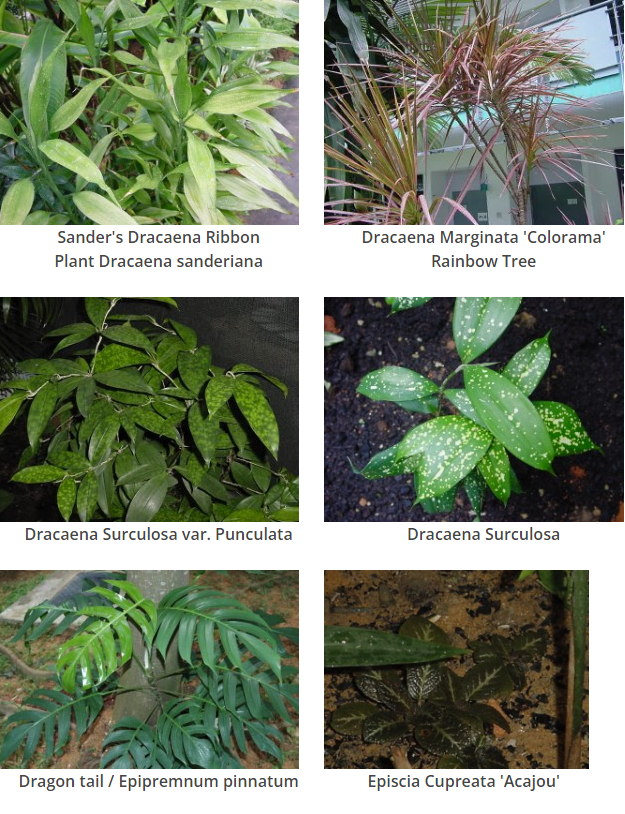 Sander's Dracaena Ribbon
Plant Dracaena sanderiana
Dracaena Marginata 'Colorama'
Rainbow Tree
Dracaena Surculosa var. Punculata
Dracaena Surculosa
Dragon tail / Epipremnum pinnatum
Episcia Cupreata 'Acajou'